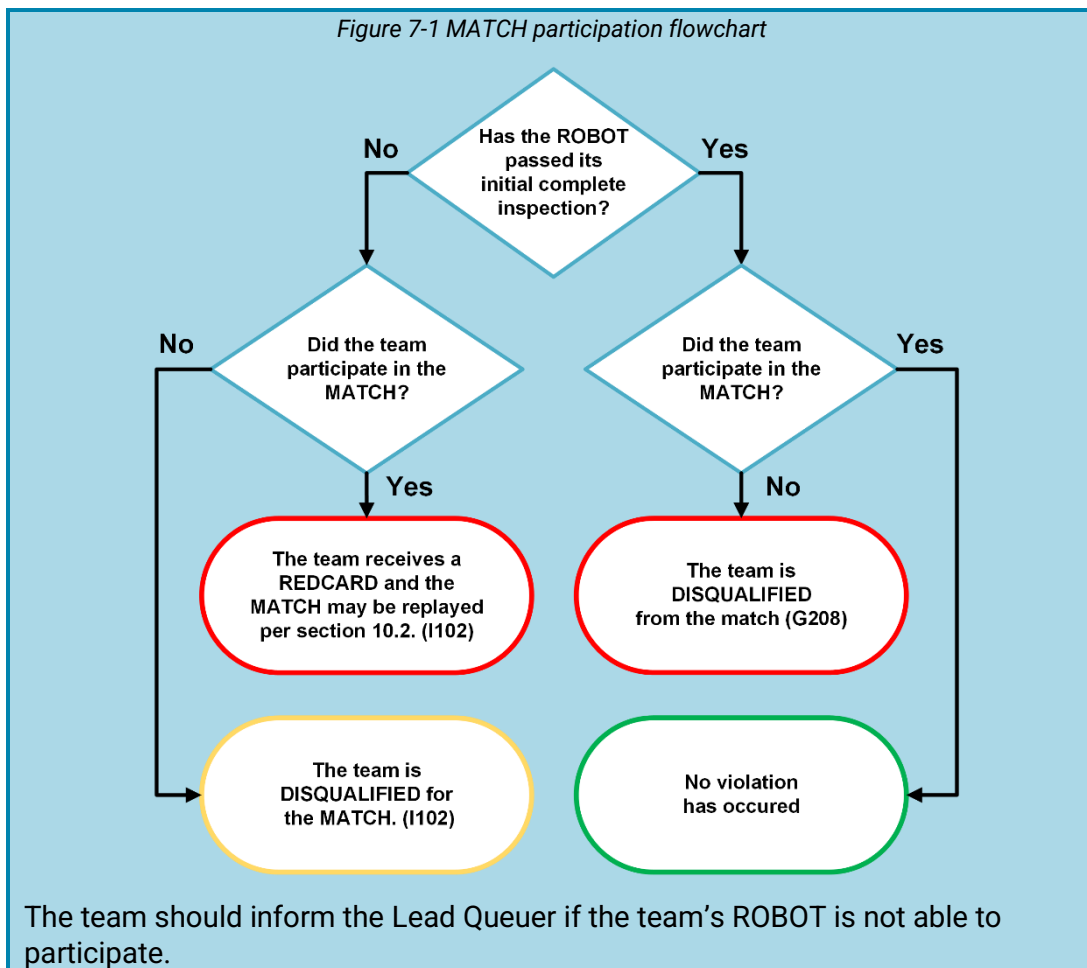 Figure 7-1 MATCH participation flowchart
Has the ROBOT
passed its
initial complete
inspection?
No
Yes
Did the team
participate in the
MATCH?
No
Yes
Did the team
participate in the
MATCH?
Yes
No
The team receives a
REDCARD and the
MATCH may be replayed
per section 10.2. (I102)
The team is
DISQUALIFIED
from the match (G208)
The team is
DISQUALIFIED for
the MATCH. (I102)
No violation
has occured
The team should inform the Lead Queuer if the team’s ROBOT is not able to
participate.